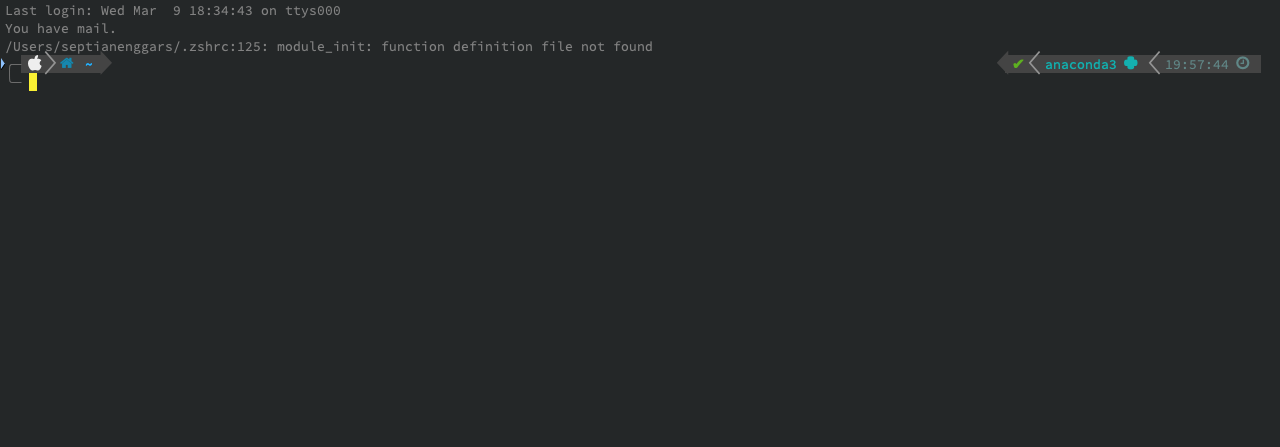 Last login: Wed Mar  9 18:34:43 on ttys000
You have mail.
/Users/septianenggars/.zshrc:125: module_init: function definition file not found
~ ✔ anaconda3 19:57:44